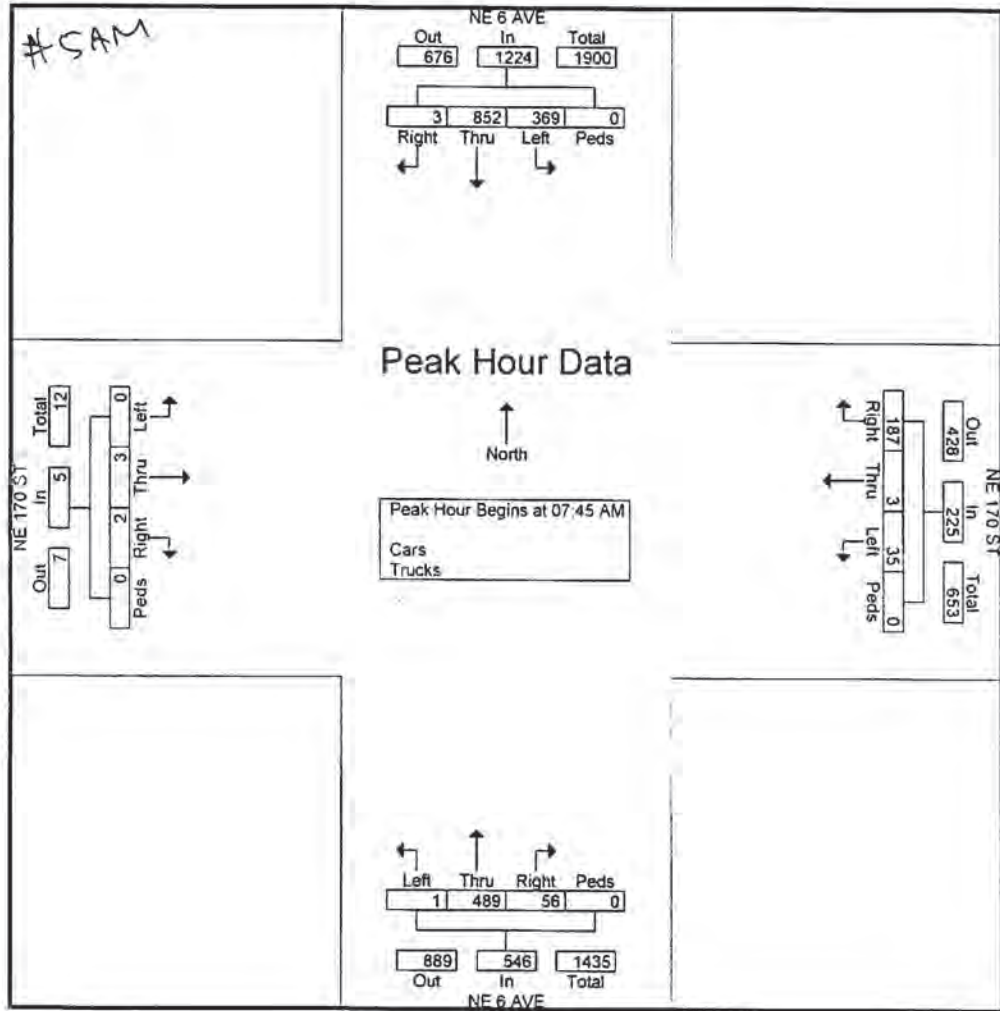 #5AM
NE 6 AVE
Out In Total
676 1224 1900
3 852 369 0
Right Thru Left Peds
Peak Hour Data
North
Peak Hour Begins at 07:45 AM
Cars
Trucks
NE 170 ST
Total In Out
12 5 7
0 3 2 0
Left Thru Right Peds
NE 170 ST
Out In Total
428 225 653
187 3 35 0
Right Thru Left Peds
Left Thru Right Peds
1 489 56 0
889 546 1435
Out In Total
NE 6 AVE